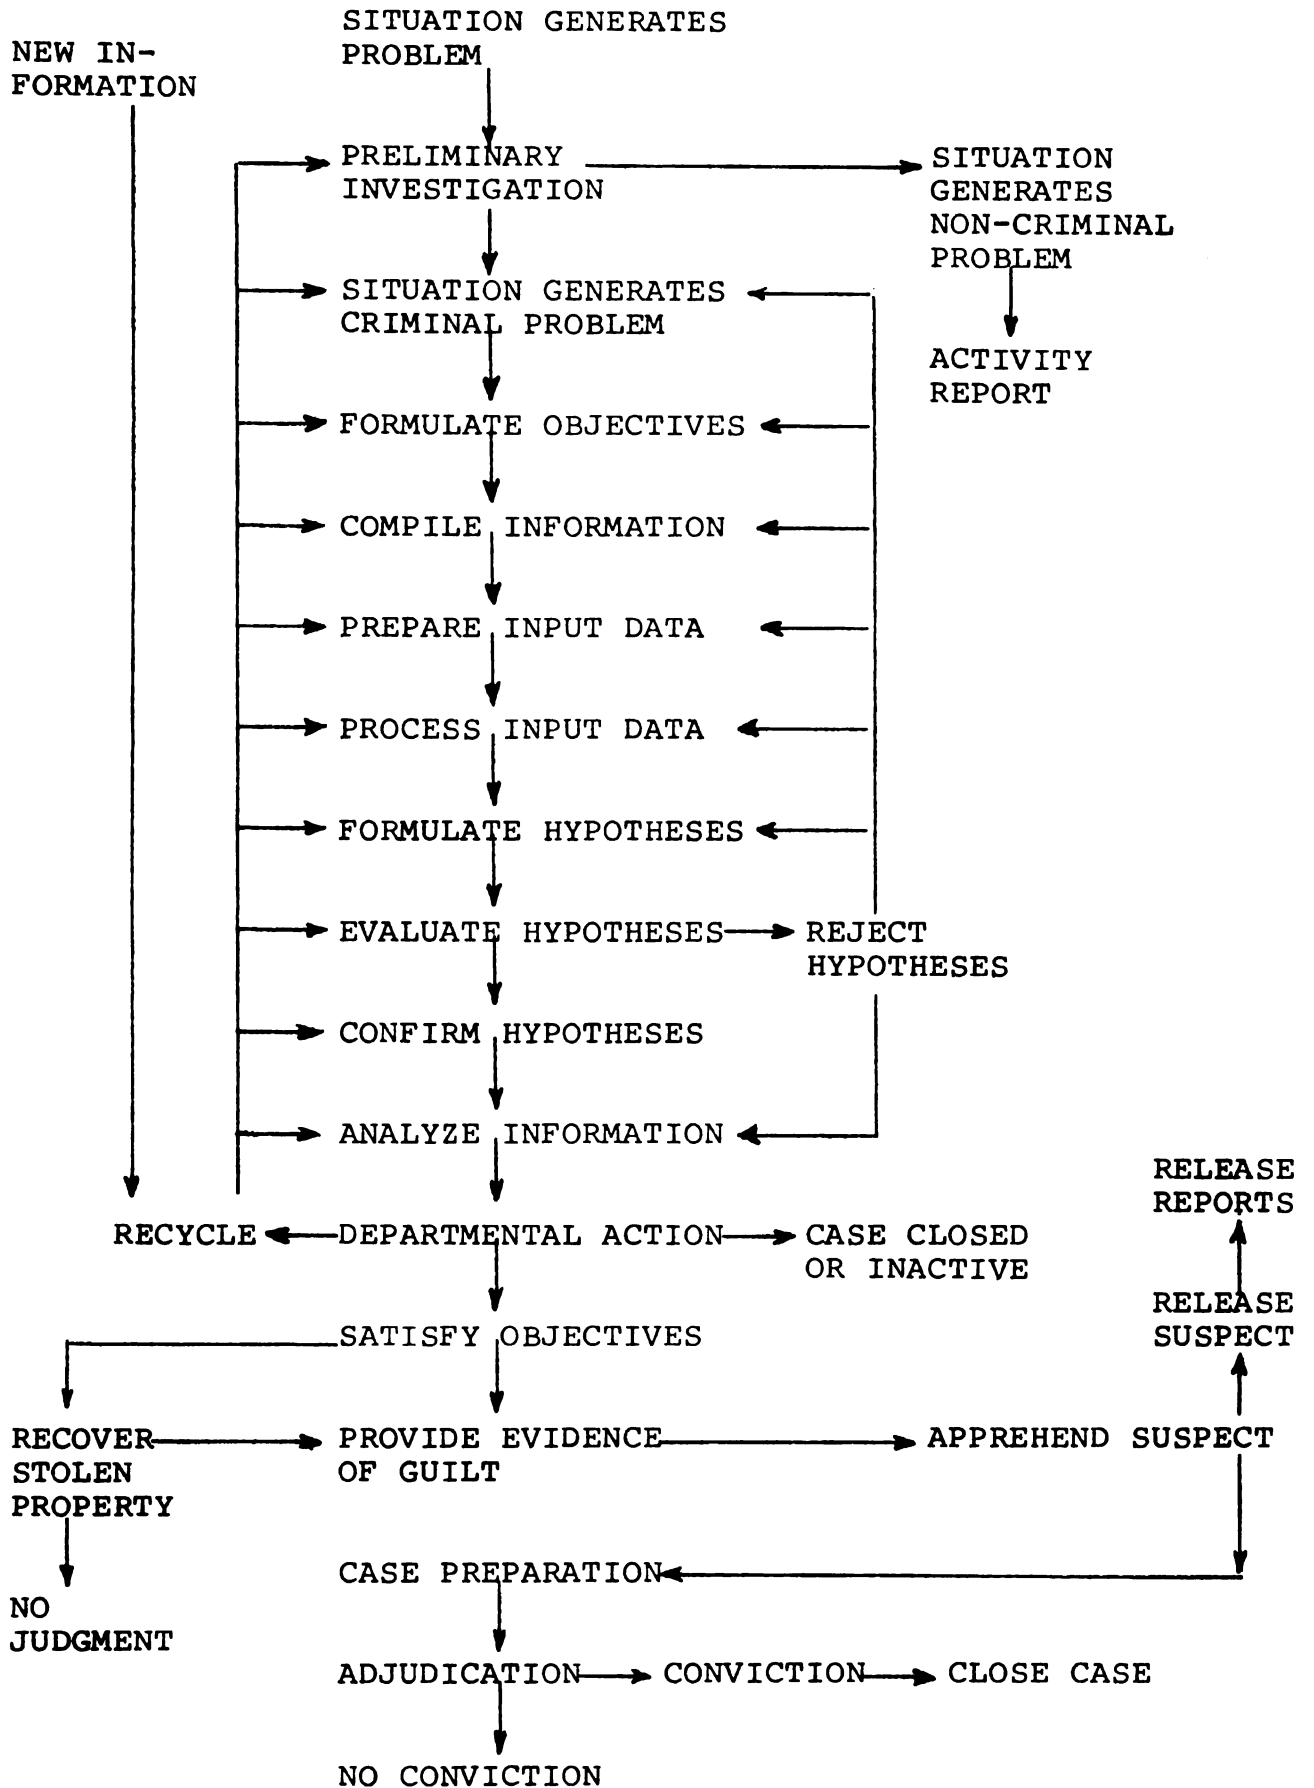 SITUATION GENERATES
PROBLEM
NEW IN-
FORMATION
PRELIMINARY
INVESTIGATION
SITUATION
GENERATES
NON-CRIMINAL
PROBLEM
SITUATION GENERATES
CRIMINAL PROBLEM
ACTIVITY
REPORT
FORMULATE OBJECTIVES
COMPILE INFORMATION
PREPARE INPUT DATA
PROCESS INPUT DATA
FORMULATE HYPOTHESES
EVALUATE HYPOTHESES
REJECT
HYPOTHESES
CONFIRM HYPOTHESES
ANALYZE INFORMATION
RELEASE
REPORTS
RECYCLE
DEPARTMENTAL ACTION
CASE CLOSED
OR INACTIVE
RELEASE
SUSPECT
SATISFY OBJECTIVES
RECOVER
STOLEN
PROPERTY
PROVIDE EVIDENCE
OF GUILT
APPREHEND SUSPECT
CASE PREPARATION
NO
JUDGMENT
ADJUDICATION
CONVICTION
CLOSE CASE
NO CONVICTION